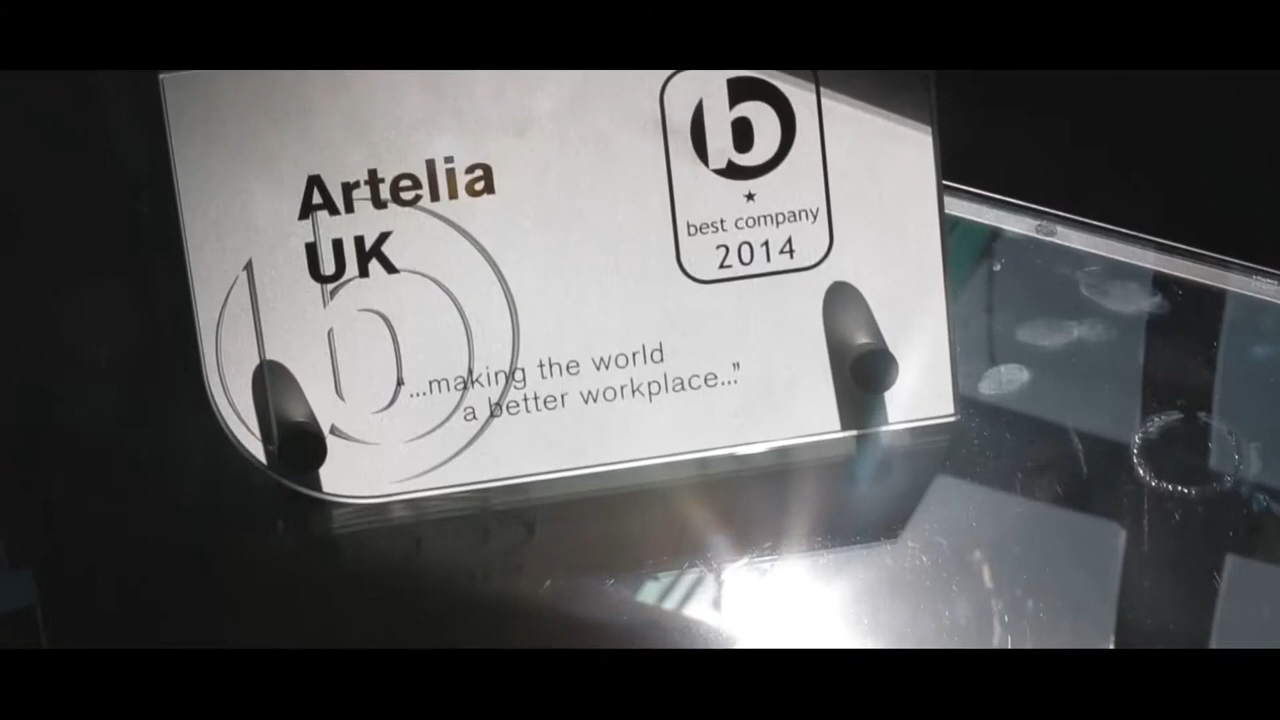 Artelia
UK
b
best company
2014
"...making the world
a better workplace..."